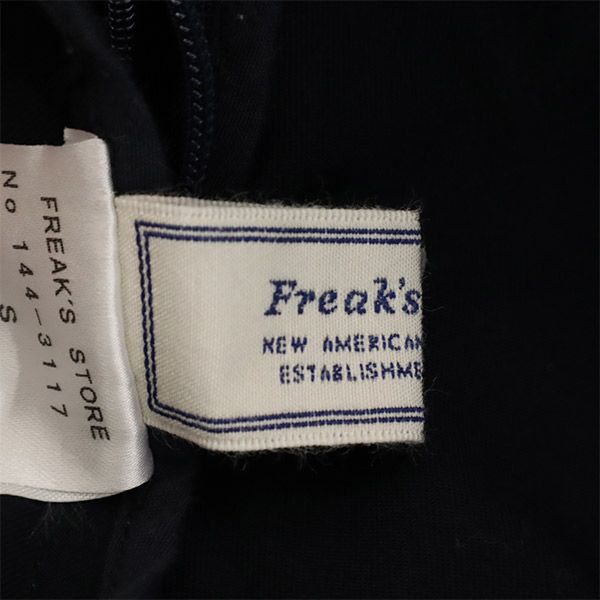 FREAK'S STORE
No 144-3117
S
Freak's
NEW AMERICAN
ESTABLISHME